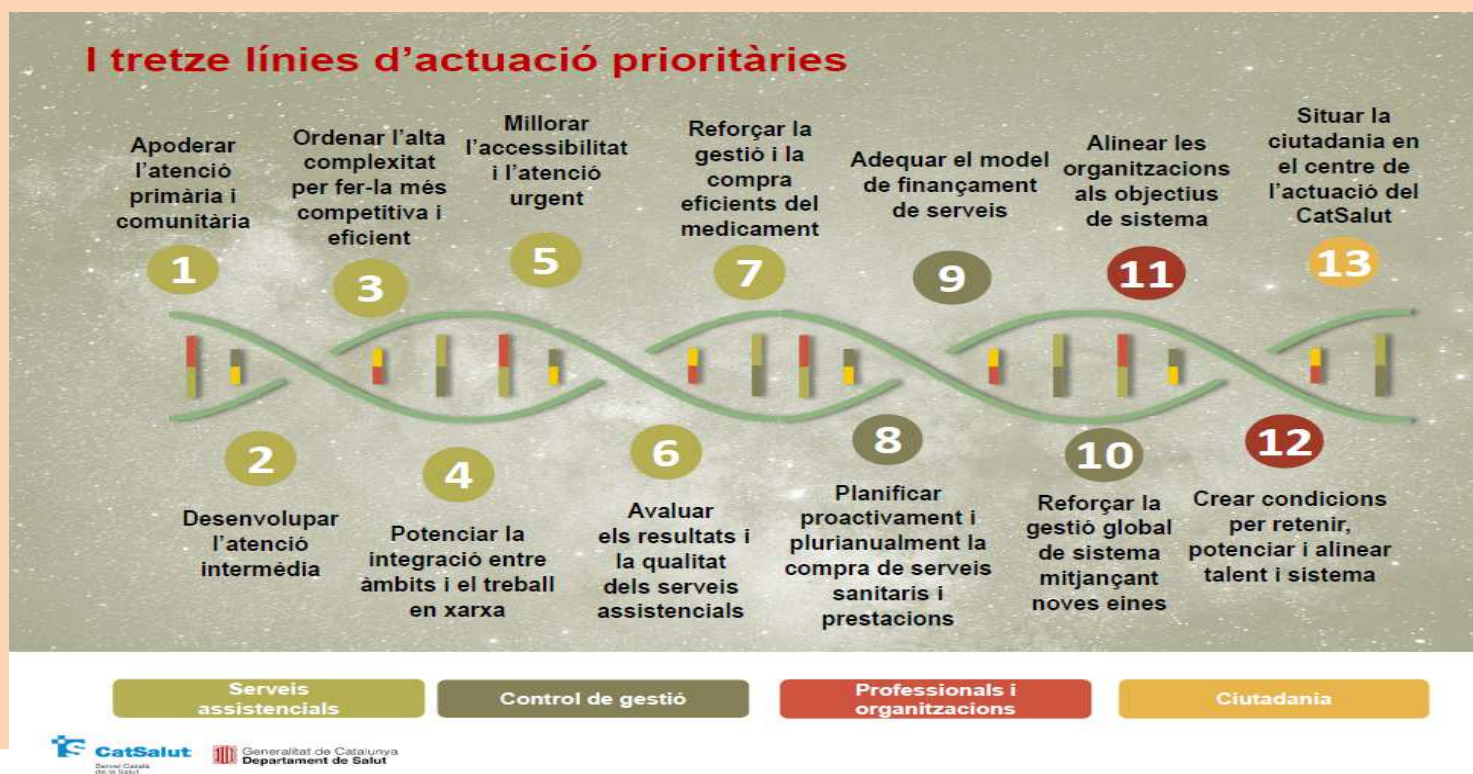 I tretze línies d'actuació prioritàries
Apoderar
l'atenció
primària i
comunitària
1
Desenvolupar
l'atenció
intermèdia
2
Ordenar l'alta
complexitat
per fer-la més
competitiva i
eficient
3
Potenciar la
integració entre
àmbits i el treball
en xarxa
4
Millorar
l'accessibilitat
i l'atenció
urgent
5
Avaluar
els resultats i
la qualitat
dels serveis
assistencials
6
Reforçar la
gestió i la
compra
eficients del
medicament
7
Planificar
proactivament i
plurianualment la
compra de serveis
sanitaris i
prestacions
8
Adequar el model
de finançament
de serveis
9
Reforçar la
gestió global
de sistema
mitjançant
noves eines
10
Alinear les
organitzacions
als objectius
de sistema
11
Crear condicions
per retenir,
potenciar i alinear
talent i sistema
12
Situar la
ciutadania en
el centre de
l'actuació del
CatSalut
13
Serveis
assistencials
Control de gestió
Professionals i
organitzacions
Ciutadania
CatSalut
Servei Català
de la Salut
Generalitat de Catalunya
Departament de Salut